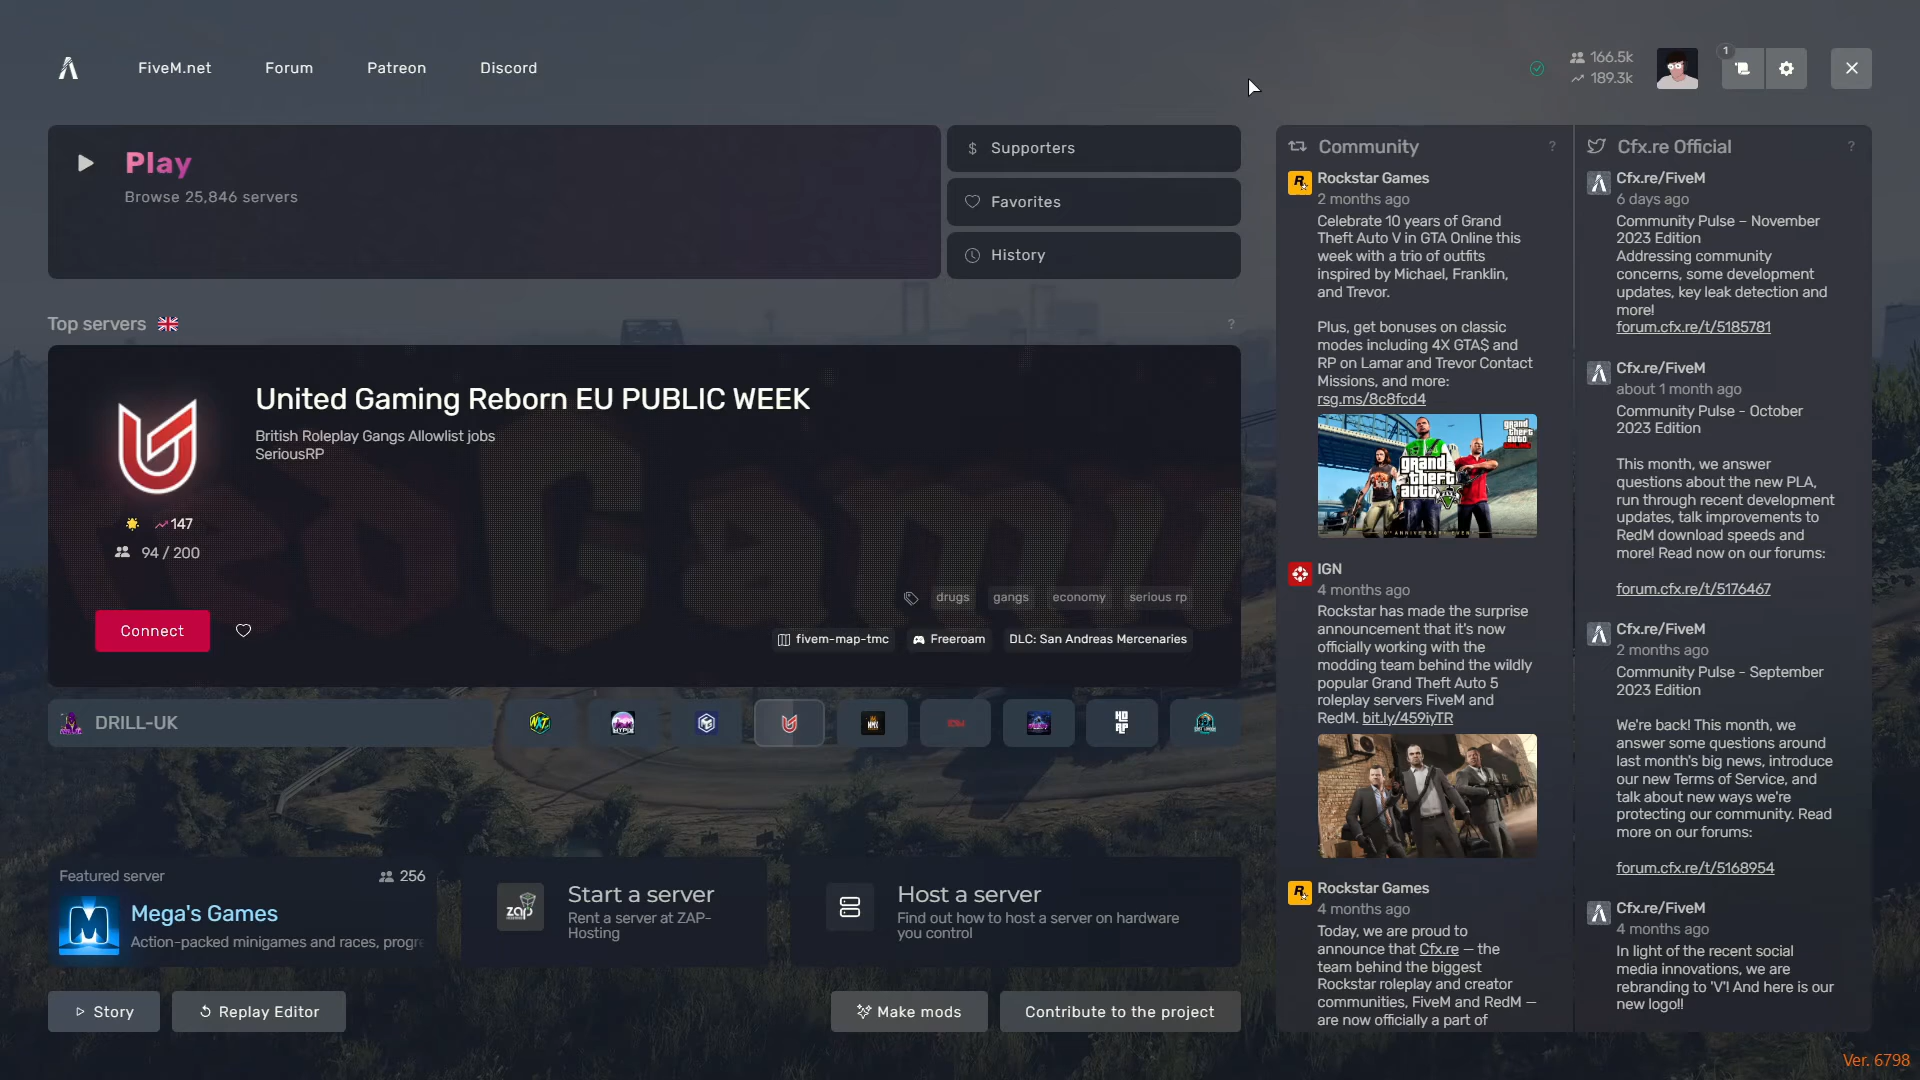 FiveM.net
Forum
Patreon
Discord
166.5k
189.3k
1
Play
Browse 25,846 servers
Supporters
Favorites
History
Top servers
?
United Gaming Reborn EU PUBLIC WEEK
British Roleplay Gangs Allowlist jobs
SeriousRP
147
94 / 200
drugs
gangs
economy
serious rp
Connect
fivem-map-tmc
Freeroam
DLC: San Andreas Mercenaries
DRILL-UK
Featured server
256
Mega's Games
Action-packed minigames and races, progre
zap
Start a server
Rent a server at ZAP-
Hosting
Host a server
Find out how to host a server on hardware
you control
Story
Replay Editor
Make mods
Contribute to the project
Community
?
Rockstar Games
2 months ago
Celebrate 10 years of Grand
Theft Auto V in GTA Online this
week with a trio of outfits
inspired by Michael, Franklin,
and Trevor.
Plus, get bonuses on classic
modes including 4X GTA$ and
RP on Lamar and Trevor Contact
Missions, and more:
rsg.ms/8c8fcd4
grand
theft
auto
IGN
4 months ago
Rockstar has made the surprise
announcement that it's now
officially working with the
modding team behind the wildly
popular Grand Theft Auto 5
roleplay servers FiveM and
RedM. bit.ly/459iyTR
Rockstar Games
4 months ago
Today, we are proud to
announce that Cfx.re — the
team behind the biggest
Rockstar roleplay and creator
communities, FiveM and RedM —
are now officially a part of
Cfx.re Official
?
Cfx.re/FiveM
6 days ago
Community Pulse – November
2023 Edition
Addressing community
concerns, some development
updates, key leak detection and
more!
forum.cfx.re/t/5185781
Cfx.re/FiveM
about 1 month ago
Community Pulse - October
2023 Edition
This month, we answer
questions about the new PLA,
run through recent development
updates, talk improvements to
RedM download speeds and
more! Read now on our forums:
forum.cfx.re/t/5176467
Cfx.re/FiveM
2 months ago
Community Pulse - September
2023 Edition
We're back! This month, we
answer some questions around
last month's big news, introduce
our new Terms of Service, and
talk about new ways we're
protecting our community. Read
more on our forums:
forum.cfx.re/t/5168954
Cfx.re/FiveM
4 months ago
In light of the recent social
media innovations, we are
rebranding to 'V'! And here is our
new logo!!
Ver. 6798